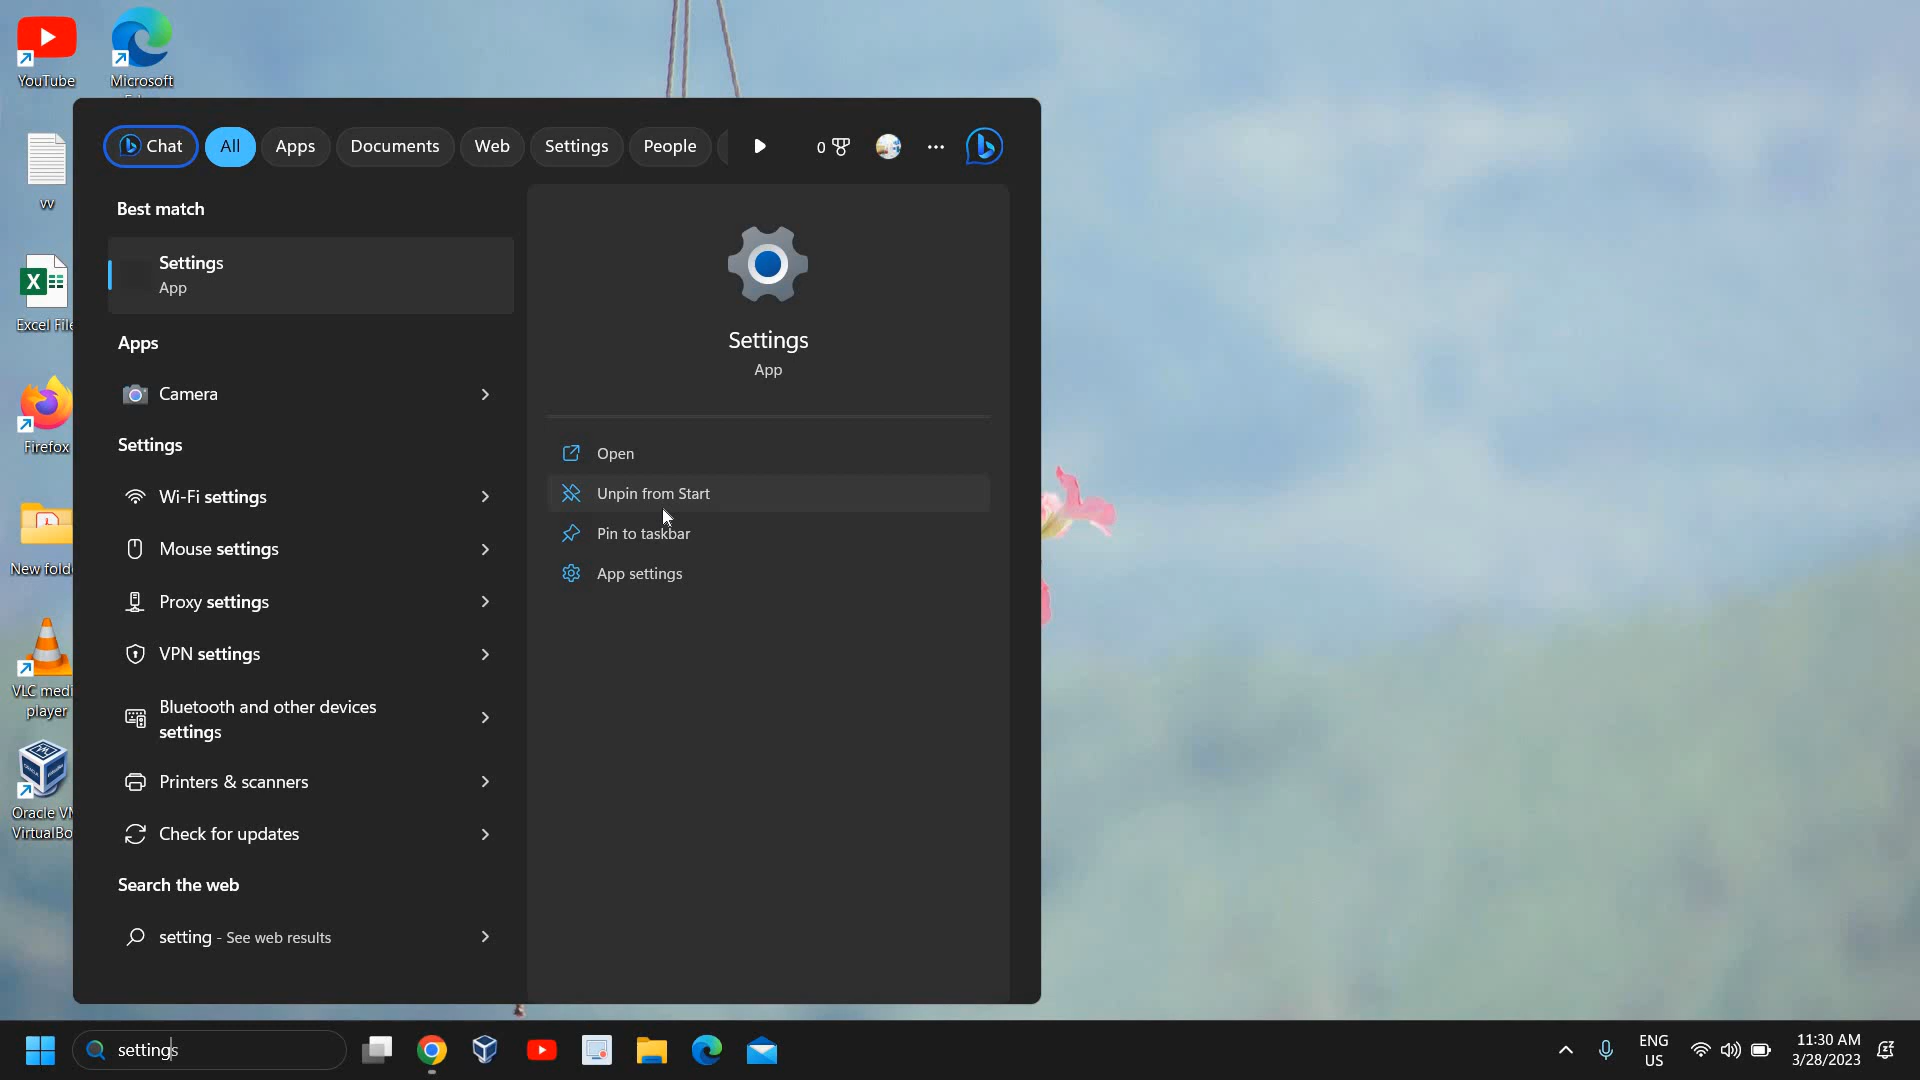 YouTube
Microsoft
Chat
All
Apps
Documents
Web
Settings
People
0
Best match
Settings
App
Apps
Camera
Settings
Wi-Fi settings
Mouse settings
Proxy settings
VPN settings
Bluetooth and other devices
settings
Printers & scanners
Check for updates
Search the web
setting - See web results
Settings
App
Open
Unpin from Start
Pin to taskbar
App settings
vv
Excel File
Firefox
New fold
VLC medi
player
Oracle VM
VirtualBo
settings
ENG
US
11:30 AM
3/28/2023